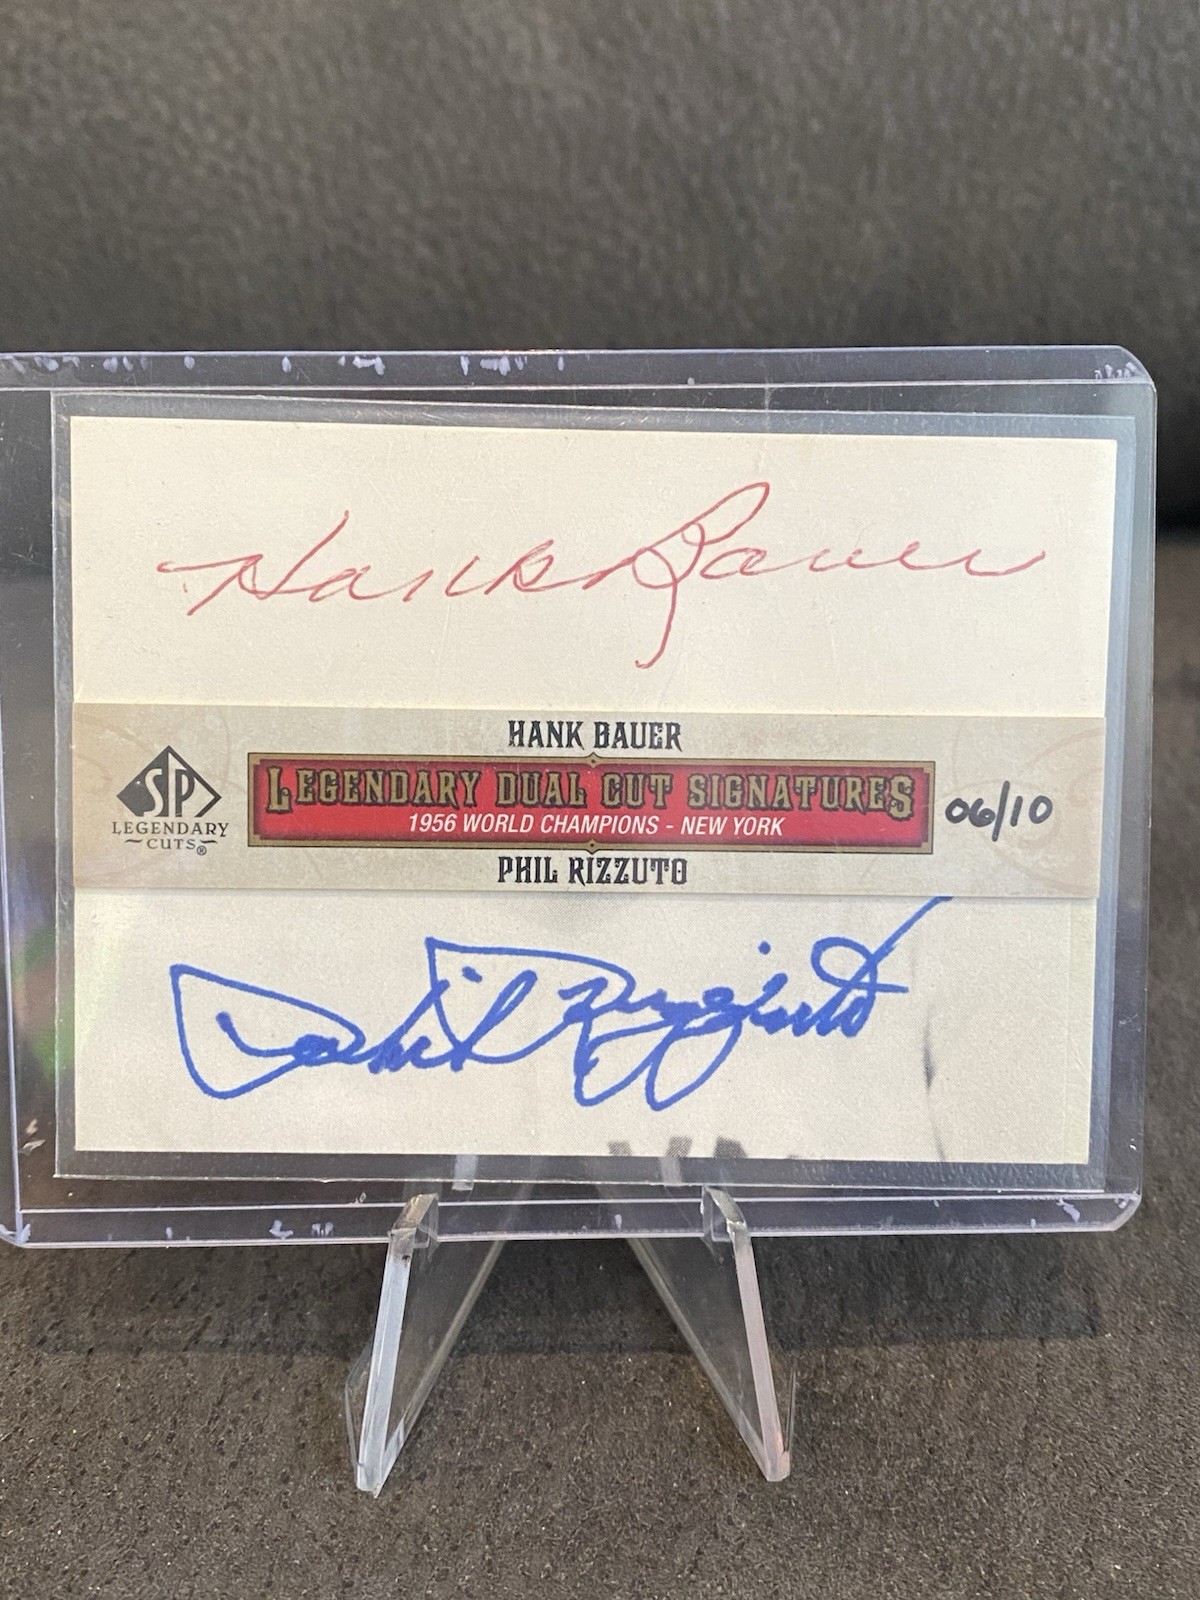 Hank Bauer
HANK BAUER
SP
LEGENDARY
CUTS®
LEGENDARY DUAL CUT SIGNATURES
1956 WORLD CHAMPIONS - NEW YORK
06/10
PHIL RIZZUTO
Phil Rizzuto